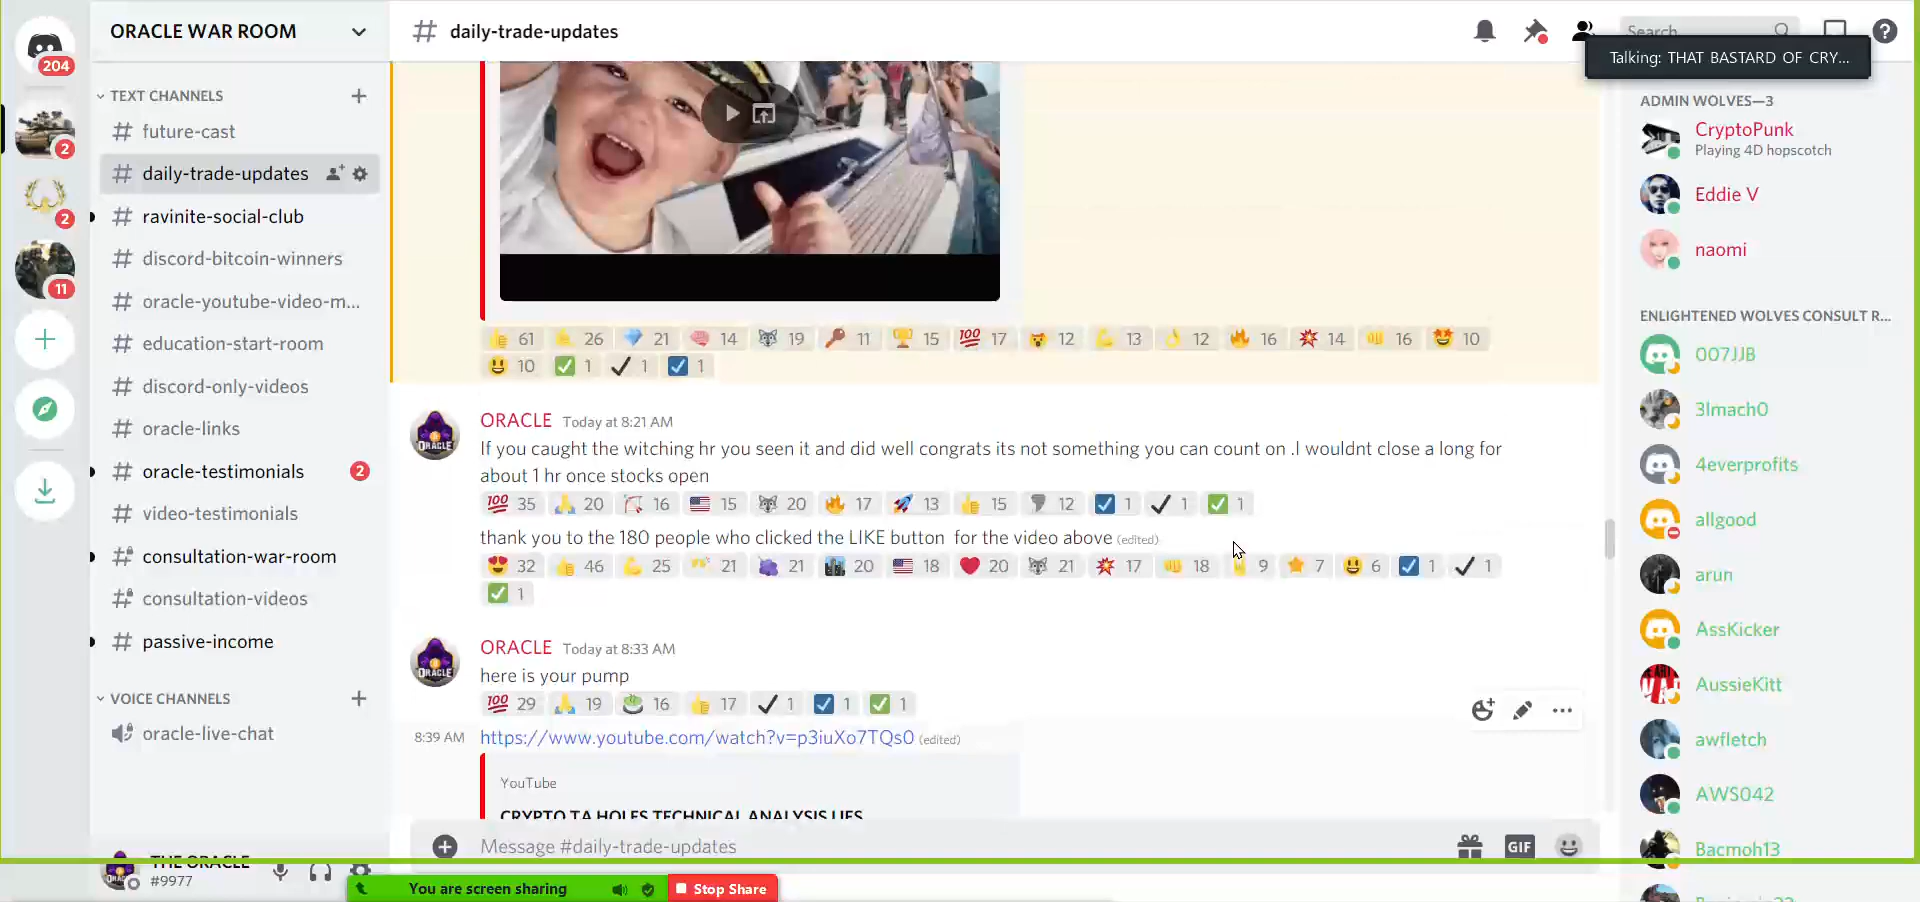 ORACLE WAR ROOM
# daily-trade-updates
Search
Talking: THAT BASTARD OF CRY...
204
2
2
11
TEXT CHANNELS
# future-cast
# daily-trade-updates
# ravinite-social-club
# discord-bitcoin-winners
# oracle-youtube-video-m...
# education-start-room
# discord-only-videos
# oracle-links
# oracle-testimonials 2
# video-testimonials
# consultation-war-room
# consultation-videos
# passive-income
VOICE CHANNELS
oracle-live-chat
THE ORACLE
#9977
61 26 21 14 19 11 15 17 12 13 12 16 14 16 10
10 1 1 1
ORACLE Today at 8:21 AM
If you caught the witching hr you seen it and did well congrats its not something you can count on .I wouldnt close a long for
about 1 hr once stocks open
35 20 16 15 20 17 13 15 12 1 1 1
thank you to the 180 people who clicked the LIKE button for the video above (edited)
32 46 25 21 21 20 18 20 21 17 18 9 7 6 1 1
1
ORACLE Today at 8:33 AM
here is your pump
29 19 16 17 1 1 1
8:39 AM https://www.youtube.com/watch?v=p3iuXo7TQs0 (edited)
YouTube
CRYPTO TA HOLES TECHNICAL ANALYSIS LIES
Message #daily-trade-updates
GIF
You are screen sharing
Stop Share
ADMIN WOLVES—3
CryptoPunk
Playing 4D hopscotch
Eddie V
naomi
ENLIGHTENED WOLVES CONSULT R...
007JJB
3lmach0
4everprofits
allgood
arun
AssKicker
AussieKitt
awfletch
AWS042
Bacmoh13